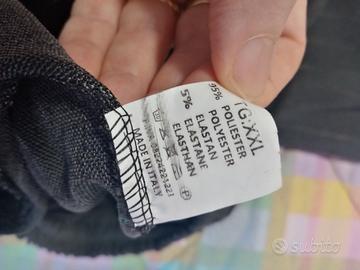 TG:XXL
95% POLIESTER
POLYESTER
5% ELASTAN
ELASTANE
ELASTHAN
MADE IN ITALY
subito